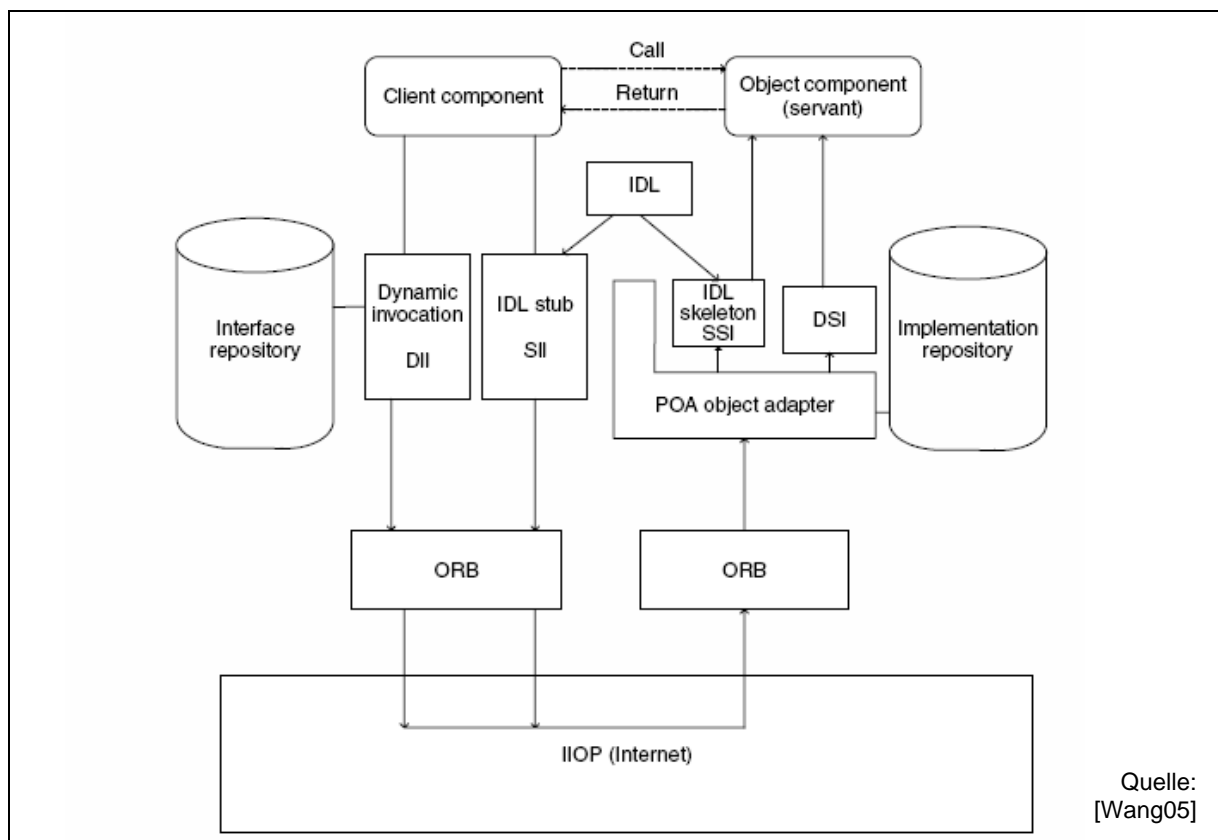 Call
Client component
Return
Object component
(servant)
IDL
Interface
repository
Dynamic
invocation
DII
IDL stub
SII
IDL
skeleton
SSI
DSI
Implementation
repository
POA object adapter
ORB
ORB
IIOP (Internet)
Quelle:
[Wang05]